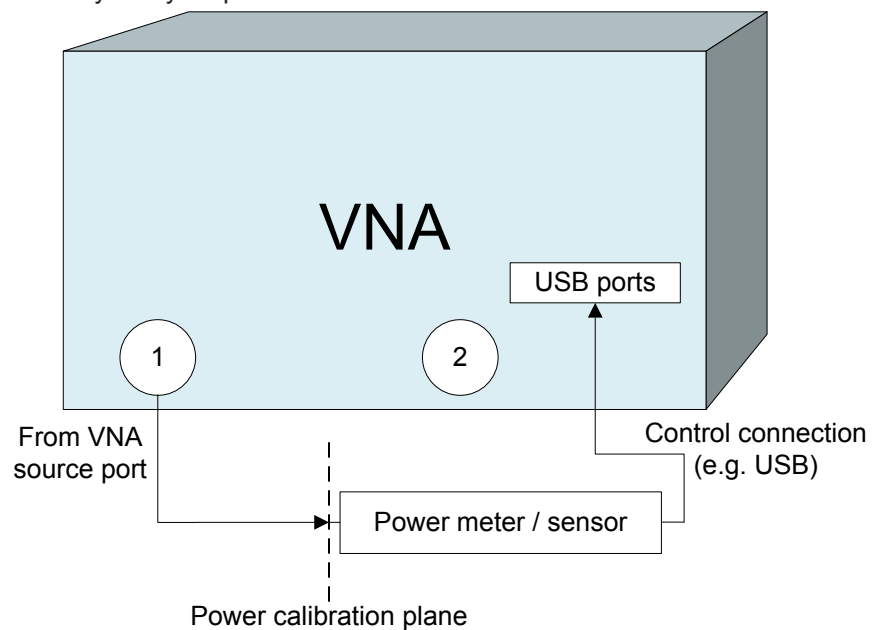 VNA
USB ports
1
2
From VNA
source port
Control connection
(e.g. USB)
Power meter / sensor
Power calibration plane